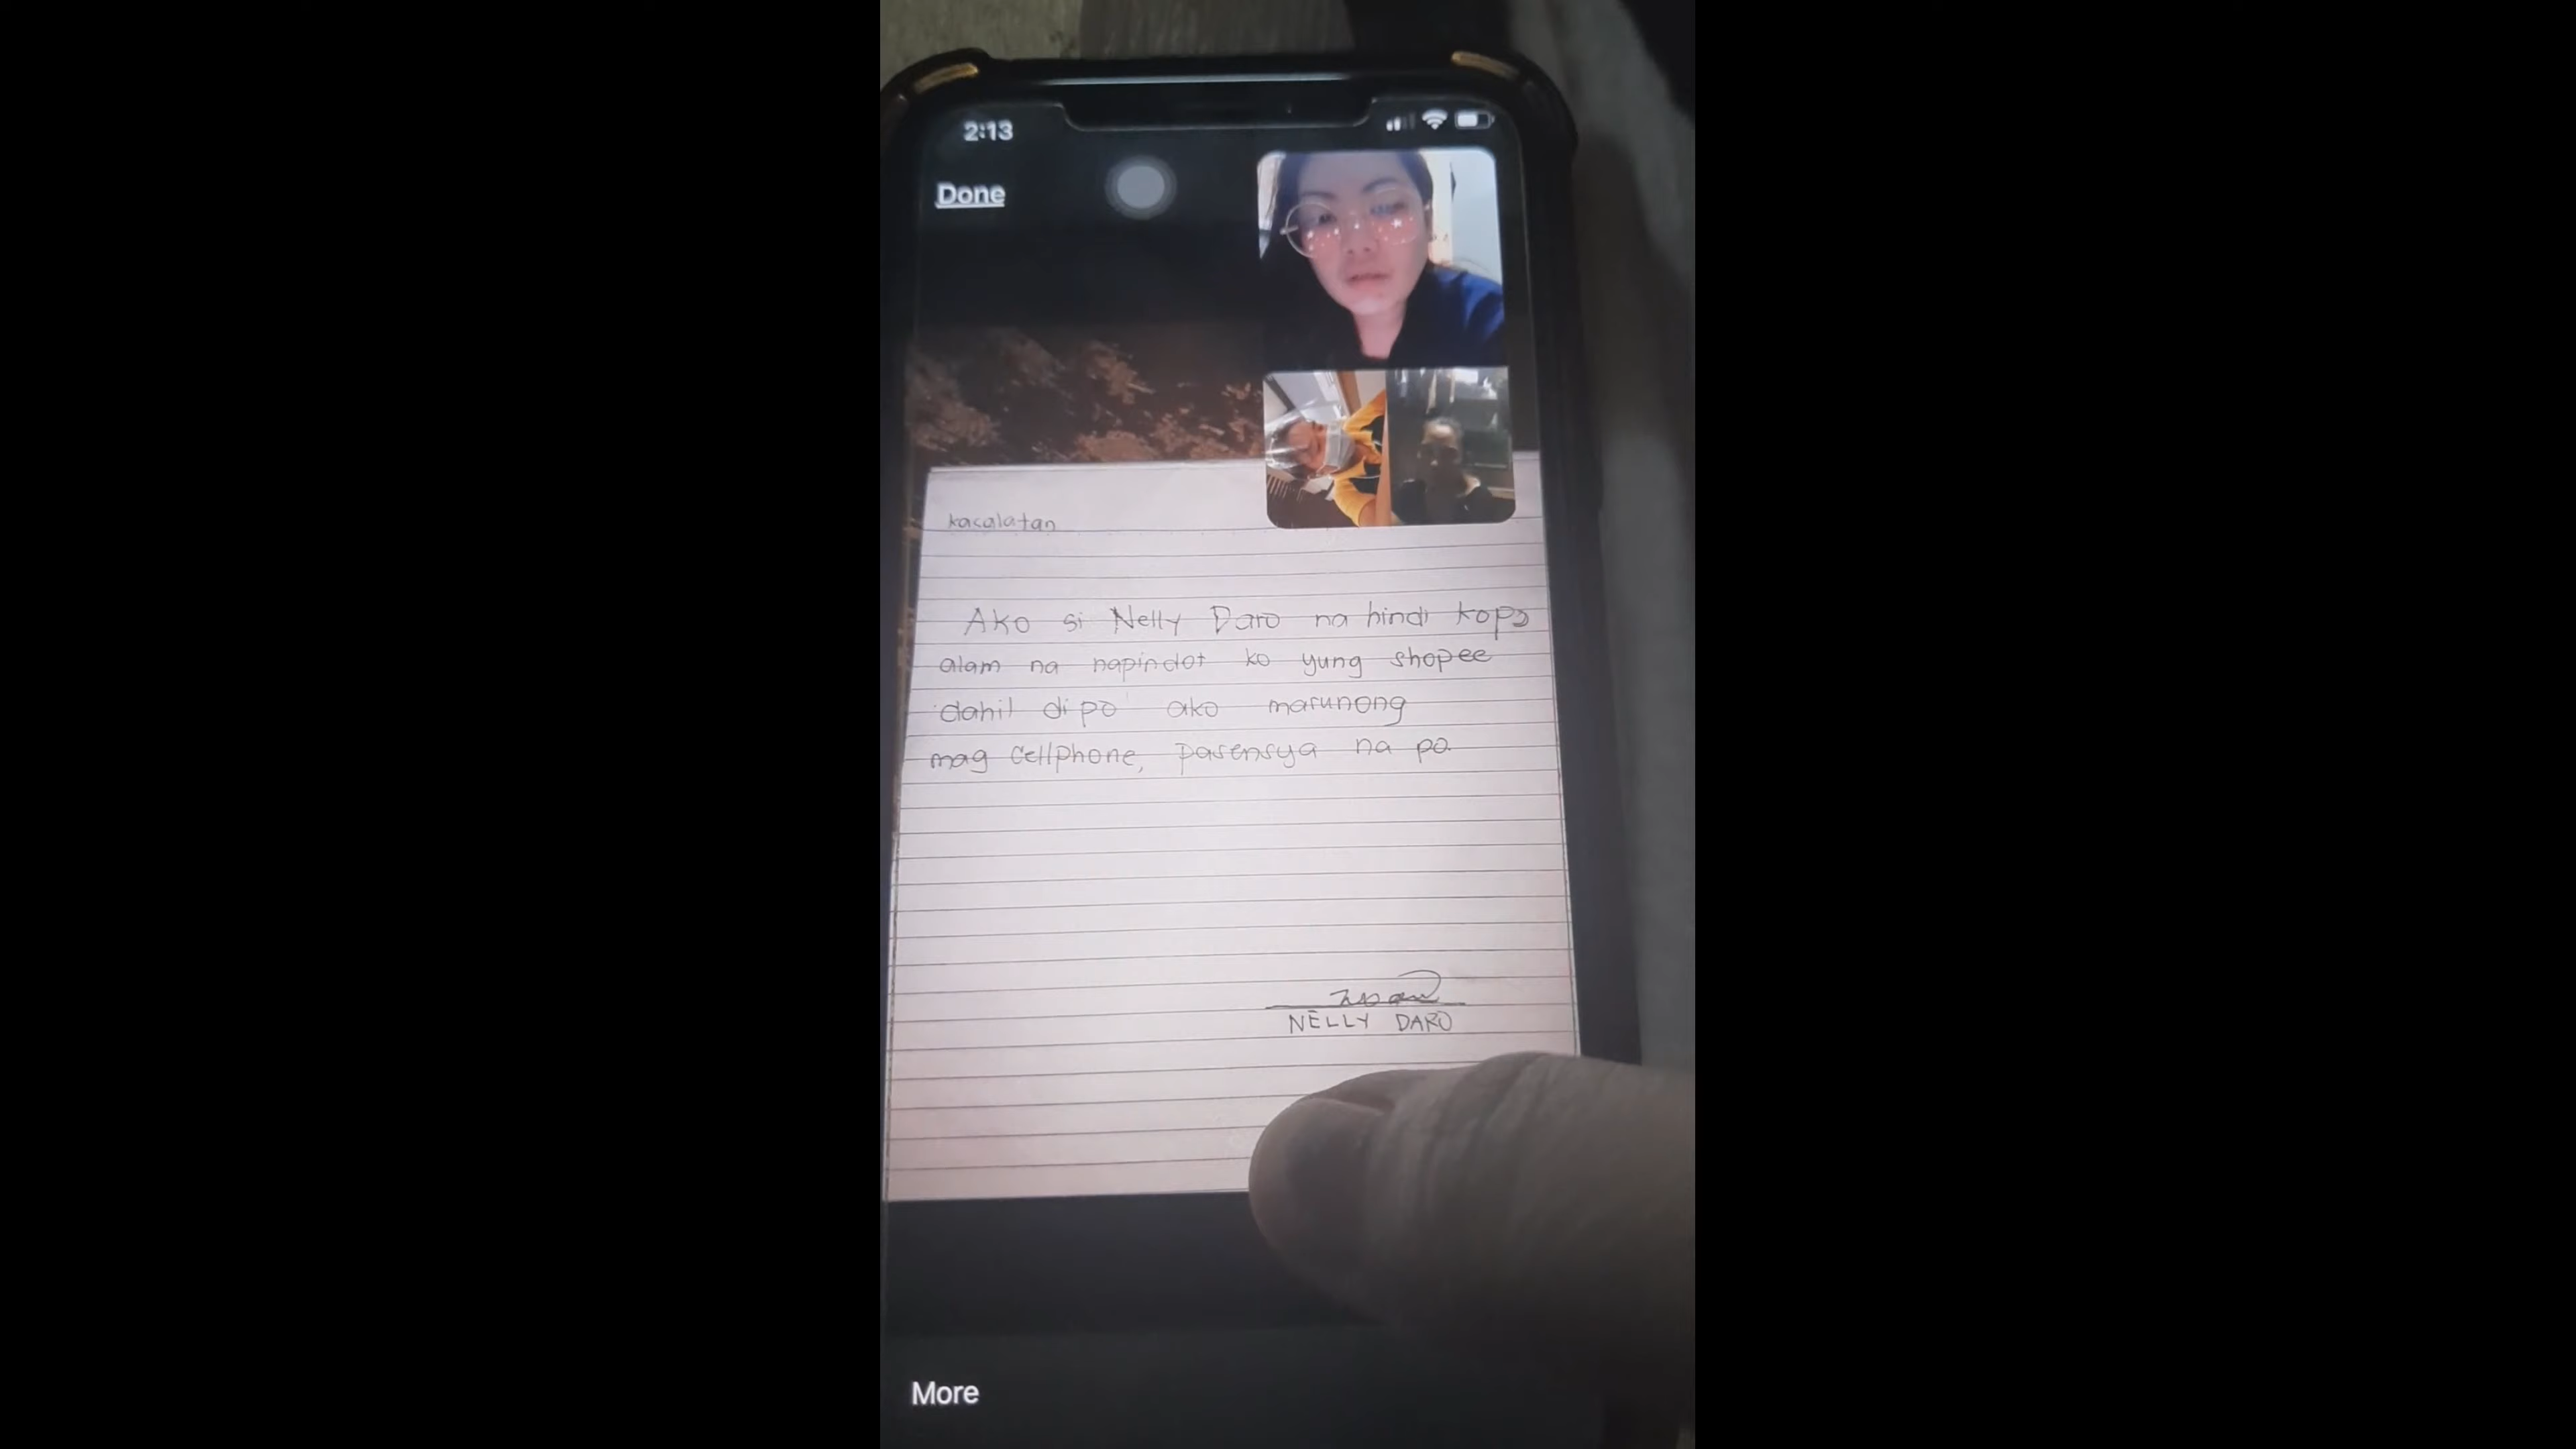 2:13
Done
kasalatan
Ako si Nelly Daro na hindi kopo
alam na napindot ko yung shopee
dahil di po ako marunong
mag cellphone, pasensya na po.
NELLY DARO
More